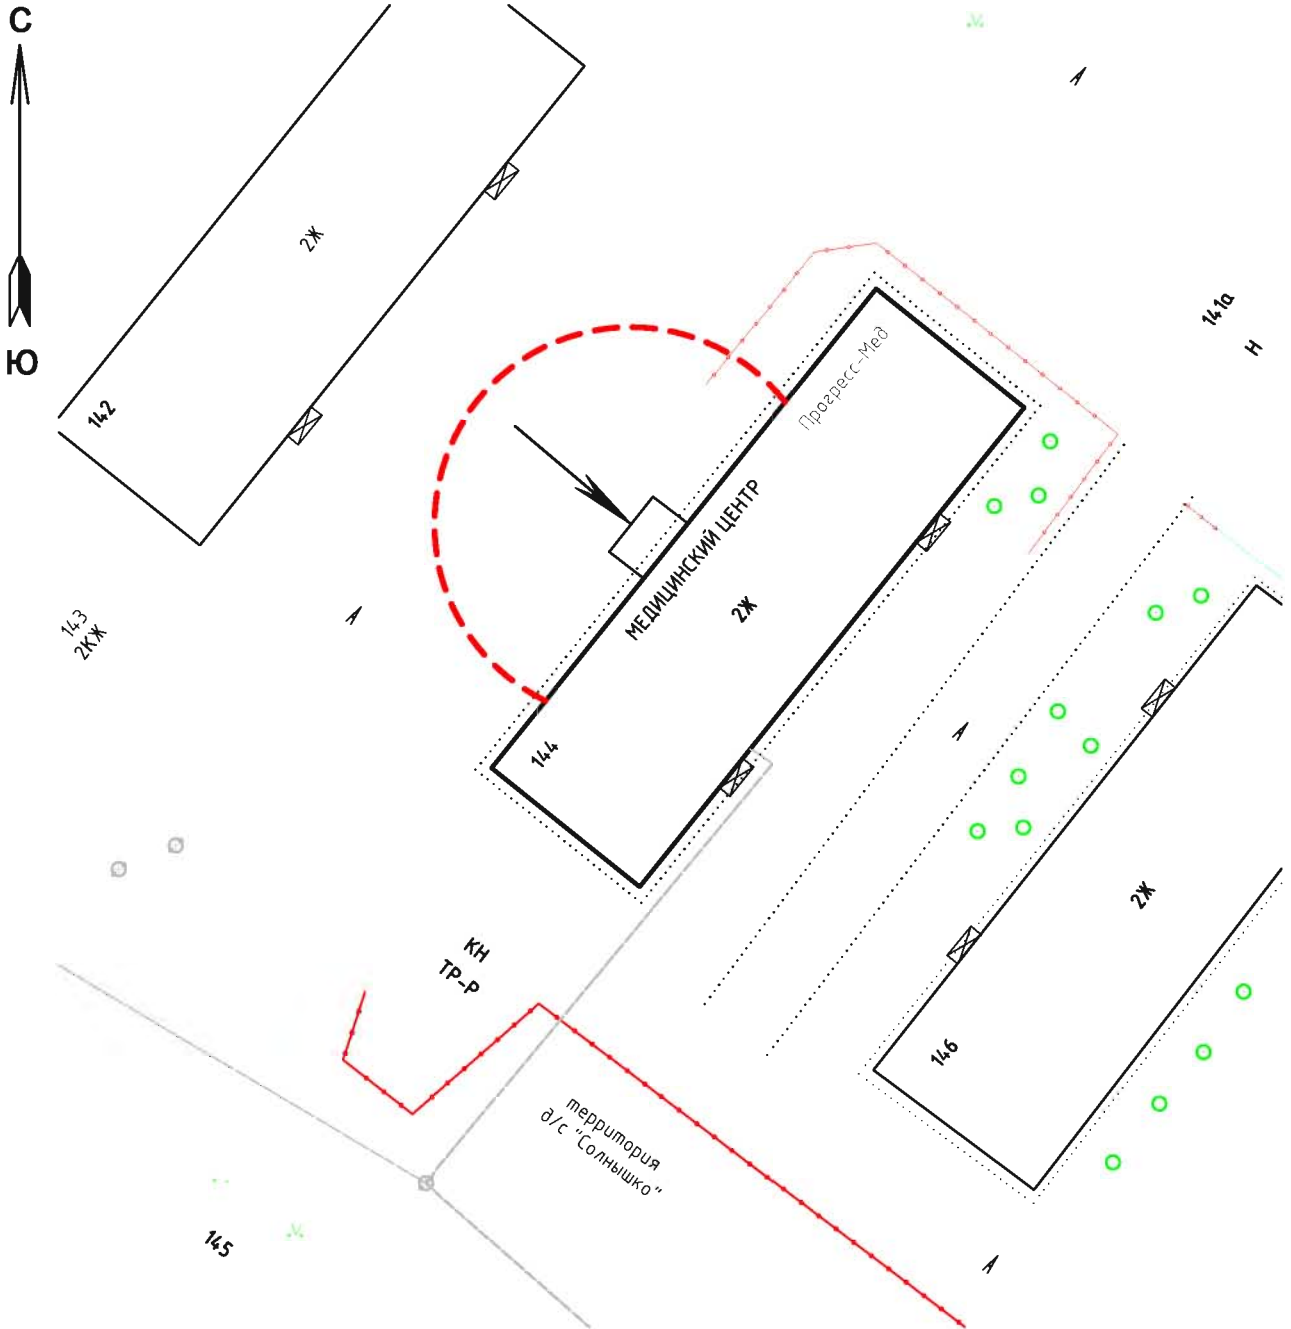 С
Ю
2Ж
142
143
2КЖ
А
А
141а
Н
Прогресс-Мед
МЕДИЦИНСКИЙ ЦЕНТР
2Ж
144
А
КН
ТР-Р
2Ж
146
территория
д/с "Солнышко"
145
А